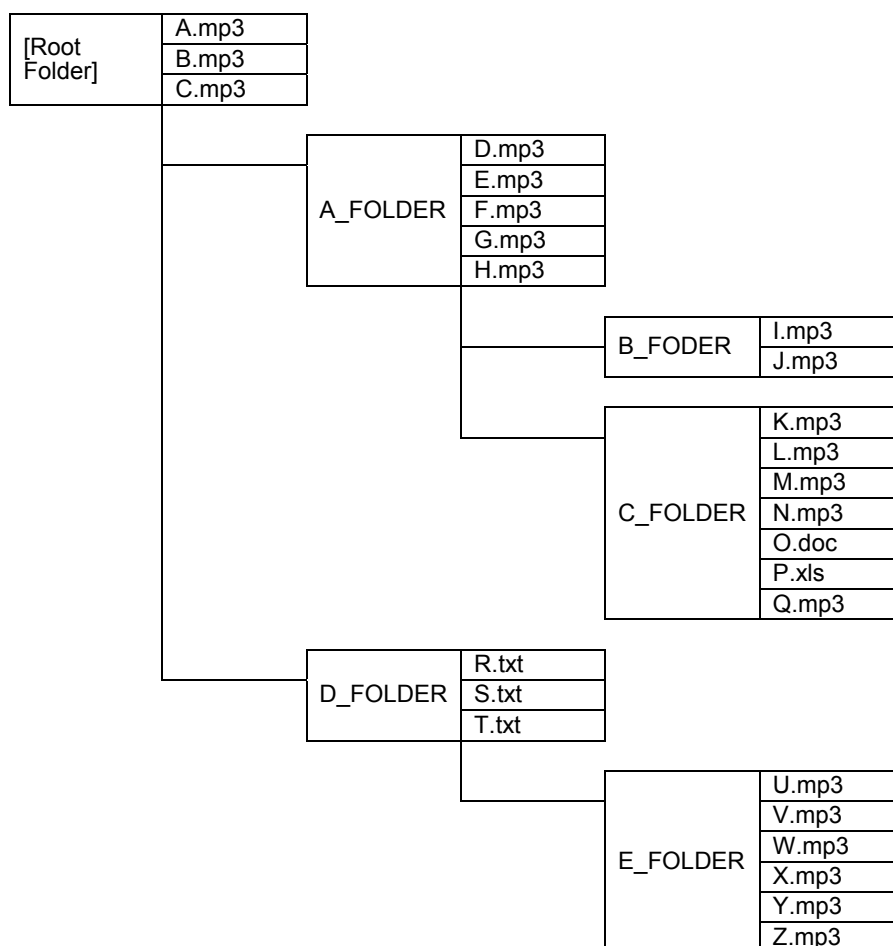 [Root
Folder]
A.mp3
B.mp3
C.mp3
A_FOLDER
D.mp3
E.mp3
F.mp3
G.mp3
H.mp3
B_FODER
I.mp3
J.mp3
C_FOLDER
K.mp3
L.mp3
M.mp3
N.mp3
O.doc
P.xls
Q.mp3
D_FOLDER
R.txt
S.txt
T.txt
E_FOLDER
U.mp3
V.mp3
W.mp3
X.mp3
Y.mp3
Z.mp3